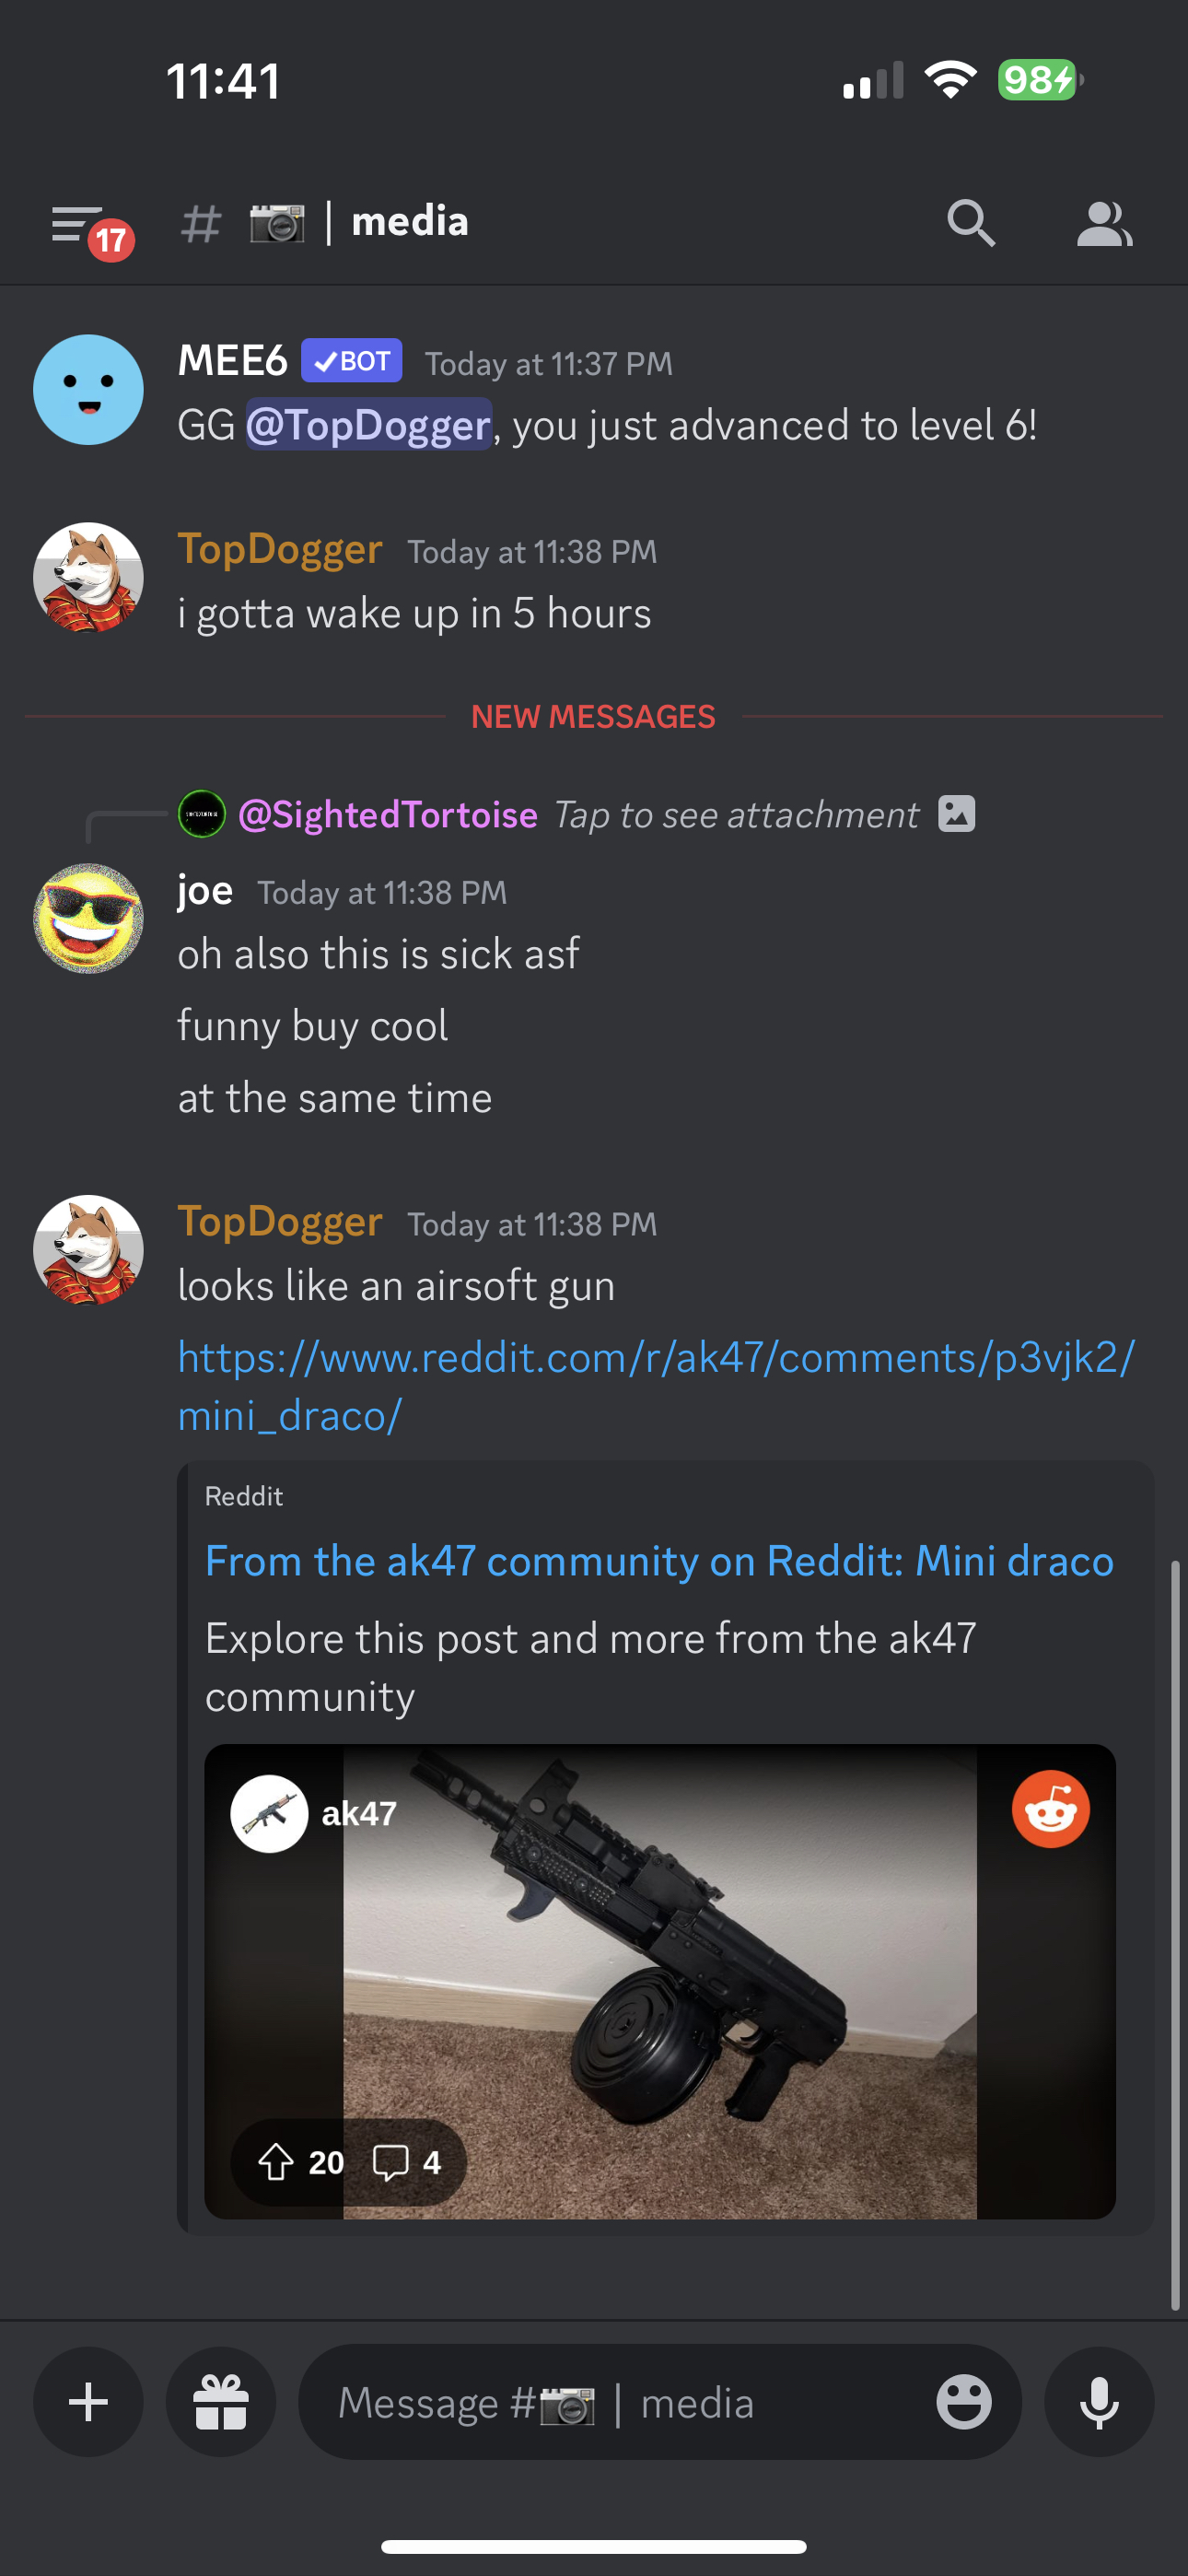 11:41
98
17
# 📷 | media
MEE6 ✓BOT Today at 11:37 PM
GG @TopDogger, you just advanced to level 6!
TopDogger Today at 11:38 PM
i gotta wake up in 5 hours
NEW MESSAGES
@SightedTortoise Tap to see attachment
joe Today at 11:38 PM
oh also this is sick asf
funny buy cool
at the same time
TopDogger Today at 11:38 PM
looks like an airsoft gun
https://www.reddit.com/r/ak47/comments/p3vjk2/
mini_draco/
Reddit
From the ak47 community on Reddit: Mini draco
Explore this post and more from the ak47
community
ak47
20 4
Message #📷 | media